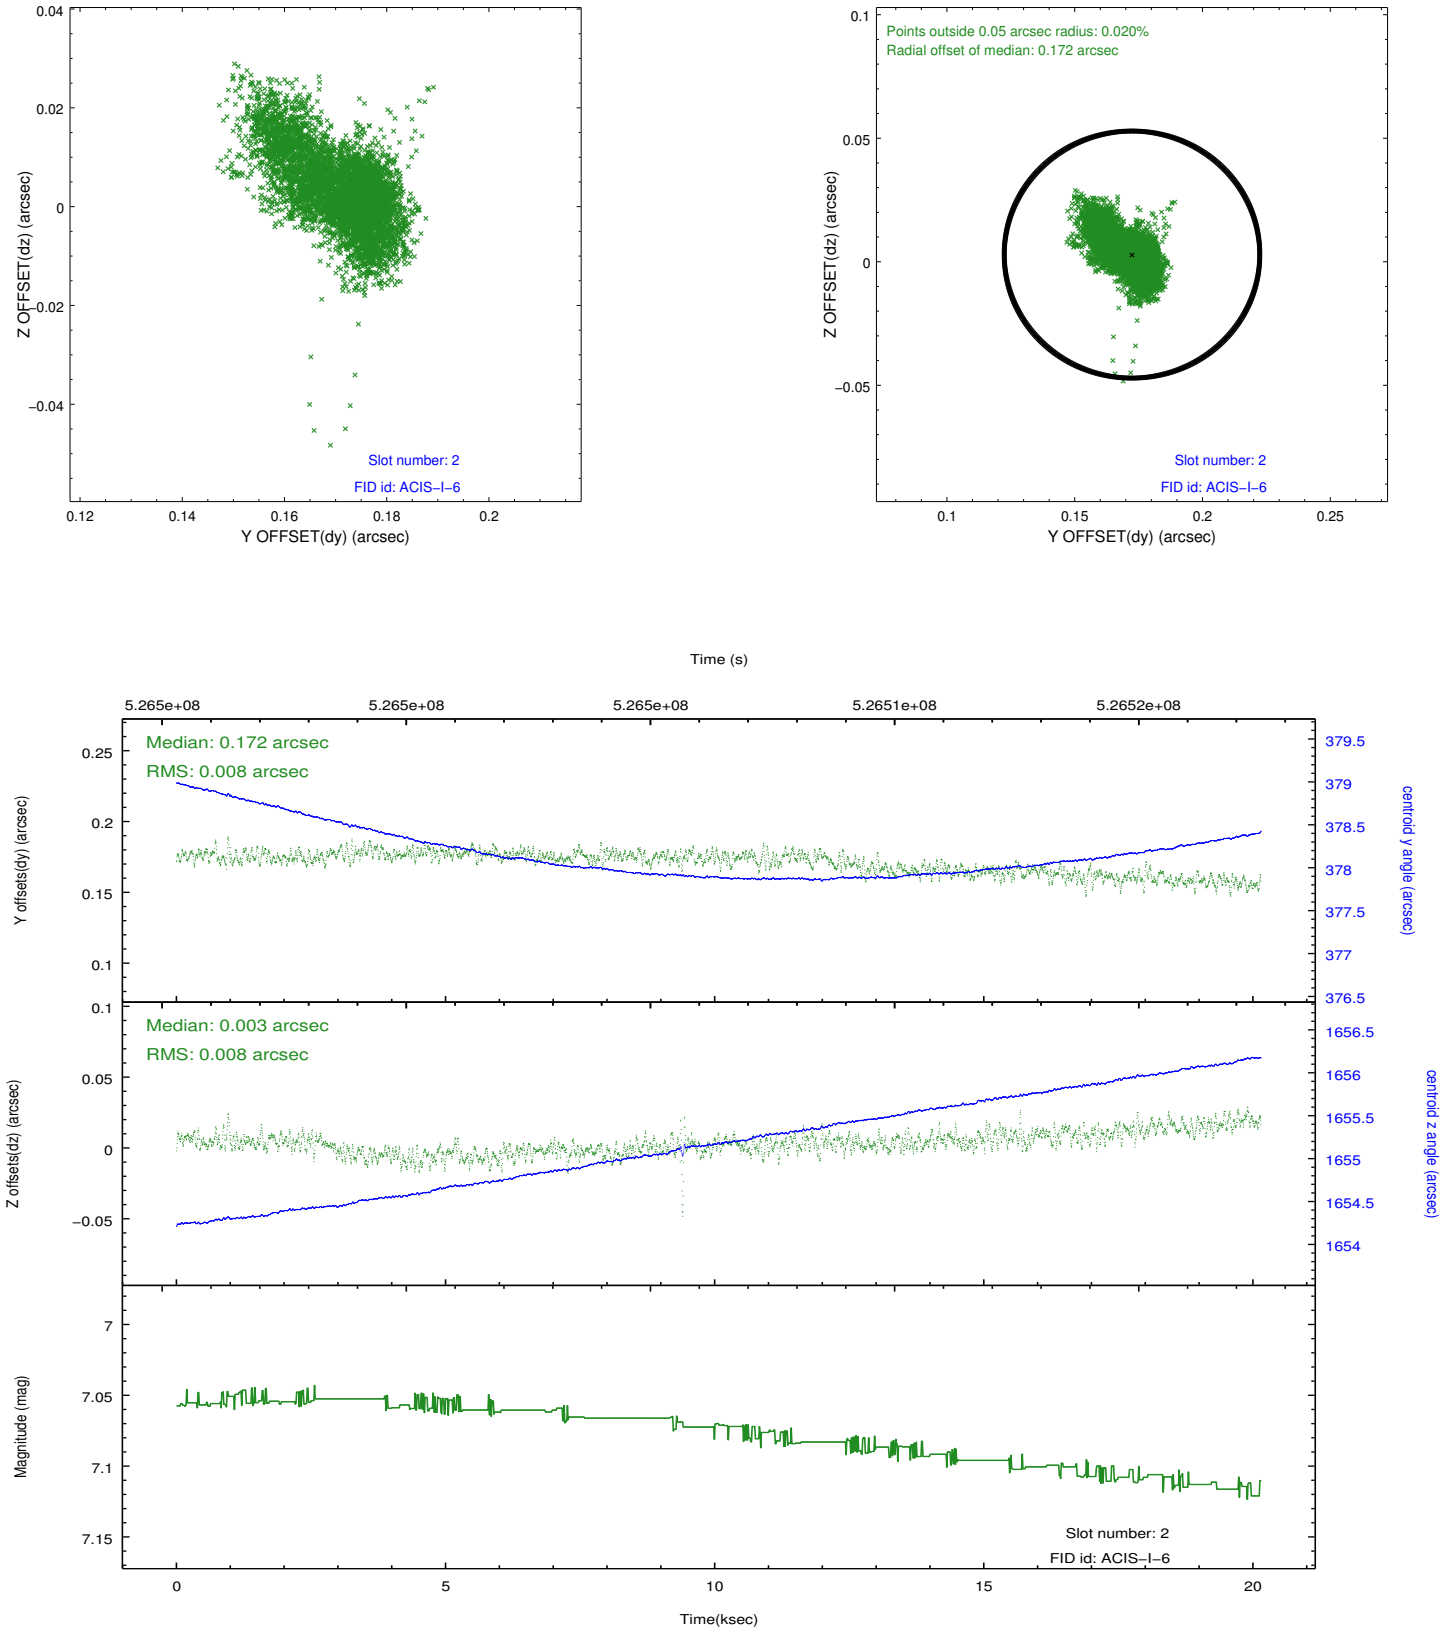 0.04
0.02
0
−0.02
−0.04
Z OFFSET(dz) (arcsec)
Slot number: 2
FID id: ACIS−I−6
0.12
0.14
0.16
0.18
0.2
Y OFFSET(dy) (arcsec)
0.1
0.05
0
−0.05
Z OFFSET(dz) (arcsec)
Points outside 0.05 arcsec radius: 0.020%
Radial offset of median: 0.172 arcsec
Slot number: 2
FID id: ACIS−I−6
0.1
0.15
0.2
0.25
Y OFFSET(dy) (arcsec)
Time (s)
5.265e+08
5.265e+08
5.265e+08
5.2651e+08
5.2652e+08
Median: 0.172 arcsec
RMS: 0.008 arcsec
0.25
0.2
0.15
0.1
Y offsets(dy) (arcsec)
379.5
379
378.5
378
377.5
377
376.5
centroid y angle (arcsec)
Median: 0.003 arcsec
RMS: 0.008 arcsec
0.1
0.05
0
−0.05
Z offsets(dz) (arcsec)
1656.5
1656
1655.5
1655
1654.5
1654
centroid z angle (arcsec)
7
7.05
7.1
7.15
Magnitude (mag)
Slot number: 2
FID id: ACIS−I−6
0
5
10
15
20
Time(ksec)